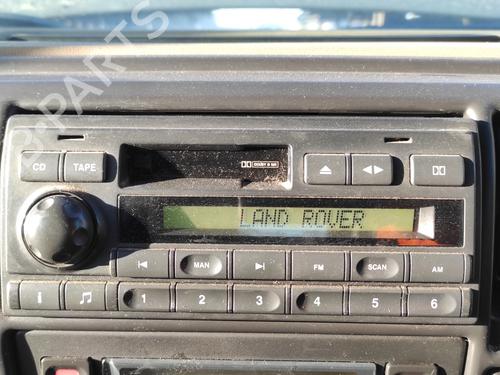 B-PARTS
DOLBY B NR
CD TAPE
LAND ROVER
MAN FM SCAN AM
i 1 2 3 4 5 6